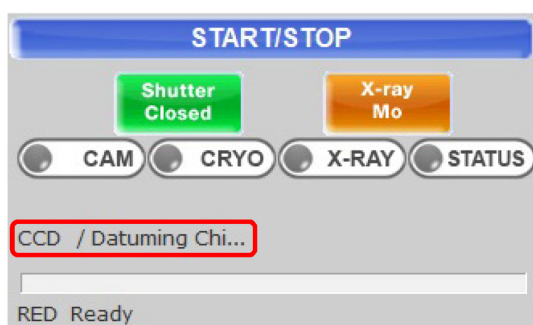 START/STOP
Shutter
Closed
X-ray
Mo
CAM CRYO X-RAY STATUS
CCD / Datuming Chi...
RED Ready